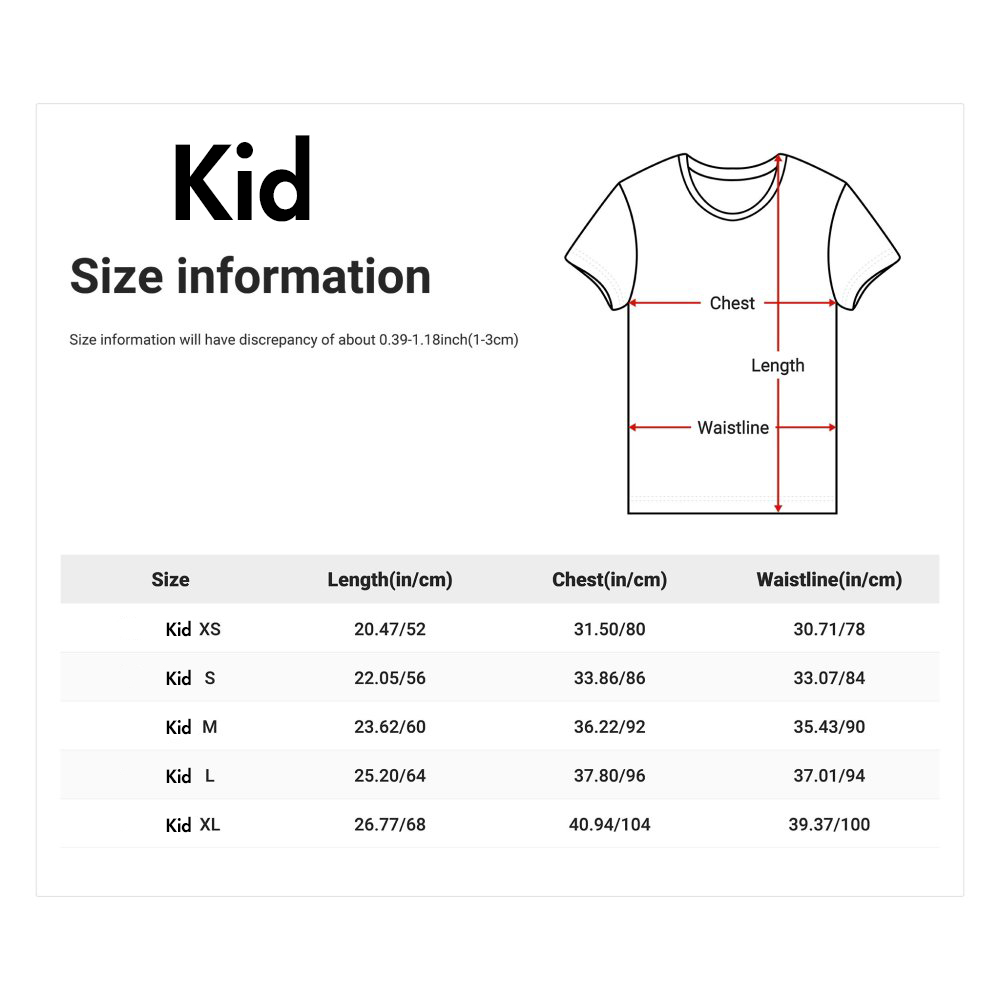 Kid
Size information
Size information will have discrepancy of about 0.39-1.18inch(1-3cm)
Chest
Length
Waistline
Size Length(in/cm) Chest(in/cm) Waistline(in/cm)
Kid XS 20.47/52 31.50/80 30.71/78
Kid S 22.05/56 33.86/86 33.07/84
Kid M 23.62/60 36.22/92 35.43/90
Kid L 25.20/64 37.80/96 37.01/94
Kid XL 26.77/68 40.94/104 39.37/100